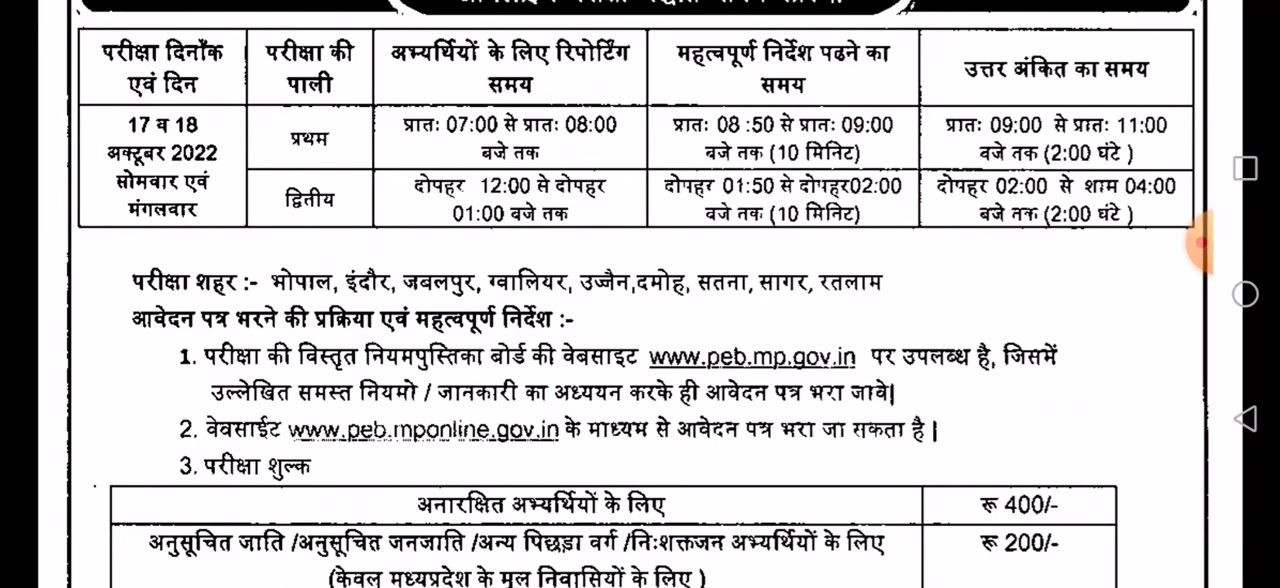 परीक्षा दिनाँक एवं दिन
परीक्षा की पाली
अभ्यर्थियों के लिए रिपोर्टिंग समय
महत्वपूर्ण निर्देश पढने का समय
उत्तर अंकित का समय
17 व 18 अक्टूबर 2022 सोमवार एवं मंगलवार
प्रथम
प्रातः 07:00 से प्रातः 08:00 बजे तक
प्रातः 08 :50 से प्रातः 09:00 बजे तक (10 मिनिट)
प्रातः 09:00 से प्रातः 11:00 बजे तक (2:00 घंटे )
द्वितीय
दोपहर 12:00 से दोपहर 01:00 बजे तक
दोपहर 01:50 से दोपहर02:00 बजे तक (10 मिनिट)
दोपहर 02:00 से शाम 04:00 बजे तक (2:00 घंटे )
परीक्षा शहर :- भोपाल, इंदौर, जबलपुर, ग्वालियर, उज्जैन,दमोह, सतना, सागर, रतलाम
आवेदन पत्र भरने की प्रक्रिया एवं महत्वपूर्ण निर्देश :-
1. परीक्षा की विस्तृत नियमपुस्तिका बोर्ड की वेबसाइट www.peb.mp.gov.in पर उपलब्ध है, जिसमें
उल्लेखित समस्त नियमो / जानकारी का अध्ययन करके ही आवेदन पत्र भरा जावे|
2. वेवसाईट www.peb.mponline.gov.in के माध्यम से आवेदन पत्र भरा जा सकता है |
3. परीक्षा शुल्क
अनारक्षित अभ्यर्थियों के लिए
रू 400/-
अनुसूचित जाति /अनुसूचित जनजाति /अन्य पिछड़ा वर्ग /निःशक्तजन अभ्यर्थियों के लिए
रू 200/-
(केवल मध्यप्रदेश के मूल निवासियों के लिए )